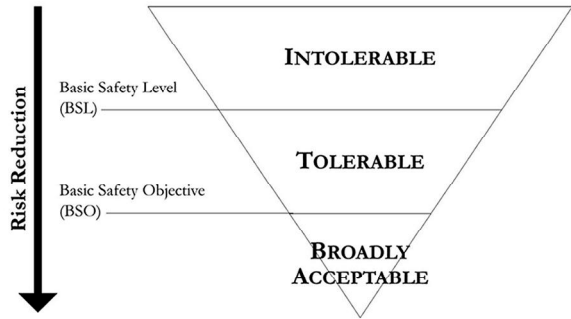 INTOLERABLE
Basic Safety Level
(BSL)
TOLERABLE
Basic Safety Objective
(BSO)
BROADLY
ACCEPTABLE
Risk Reduction